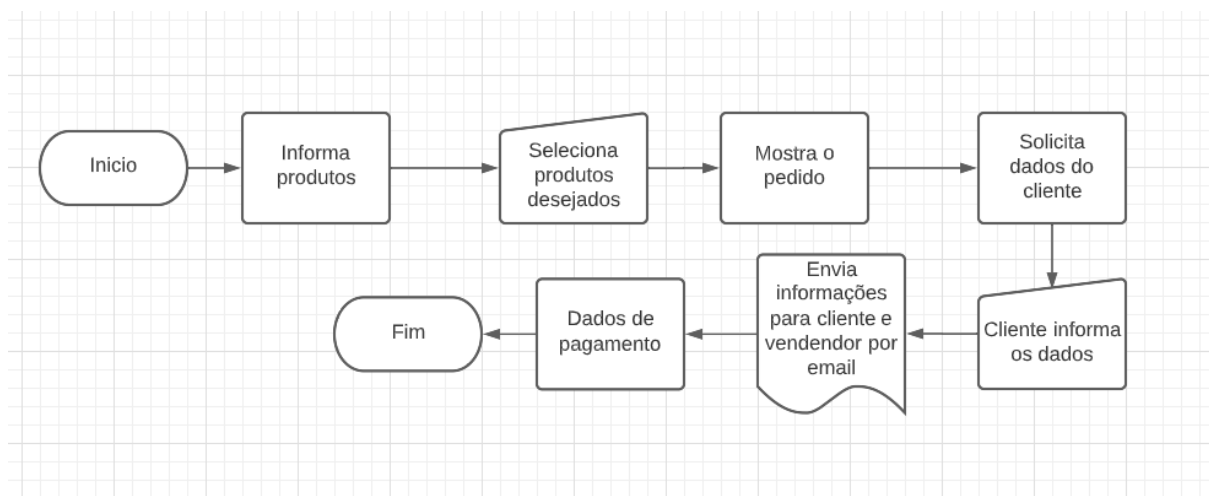 Inicio
Informa
produtos
Seleciona
produtos
desejados
Mostra o
pedido
Solicita
dados do
cliente
Cliente informa
os dados
Envia
informações
para cliente e
vendendor por
email
Dados de
pagamento
Fim